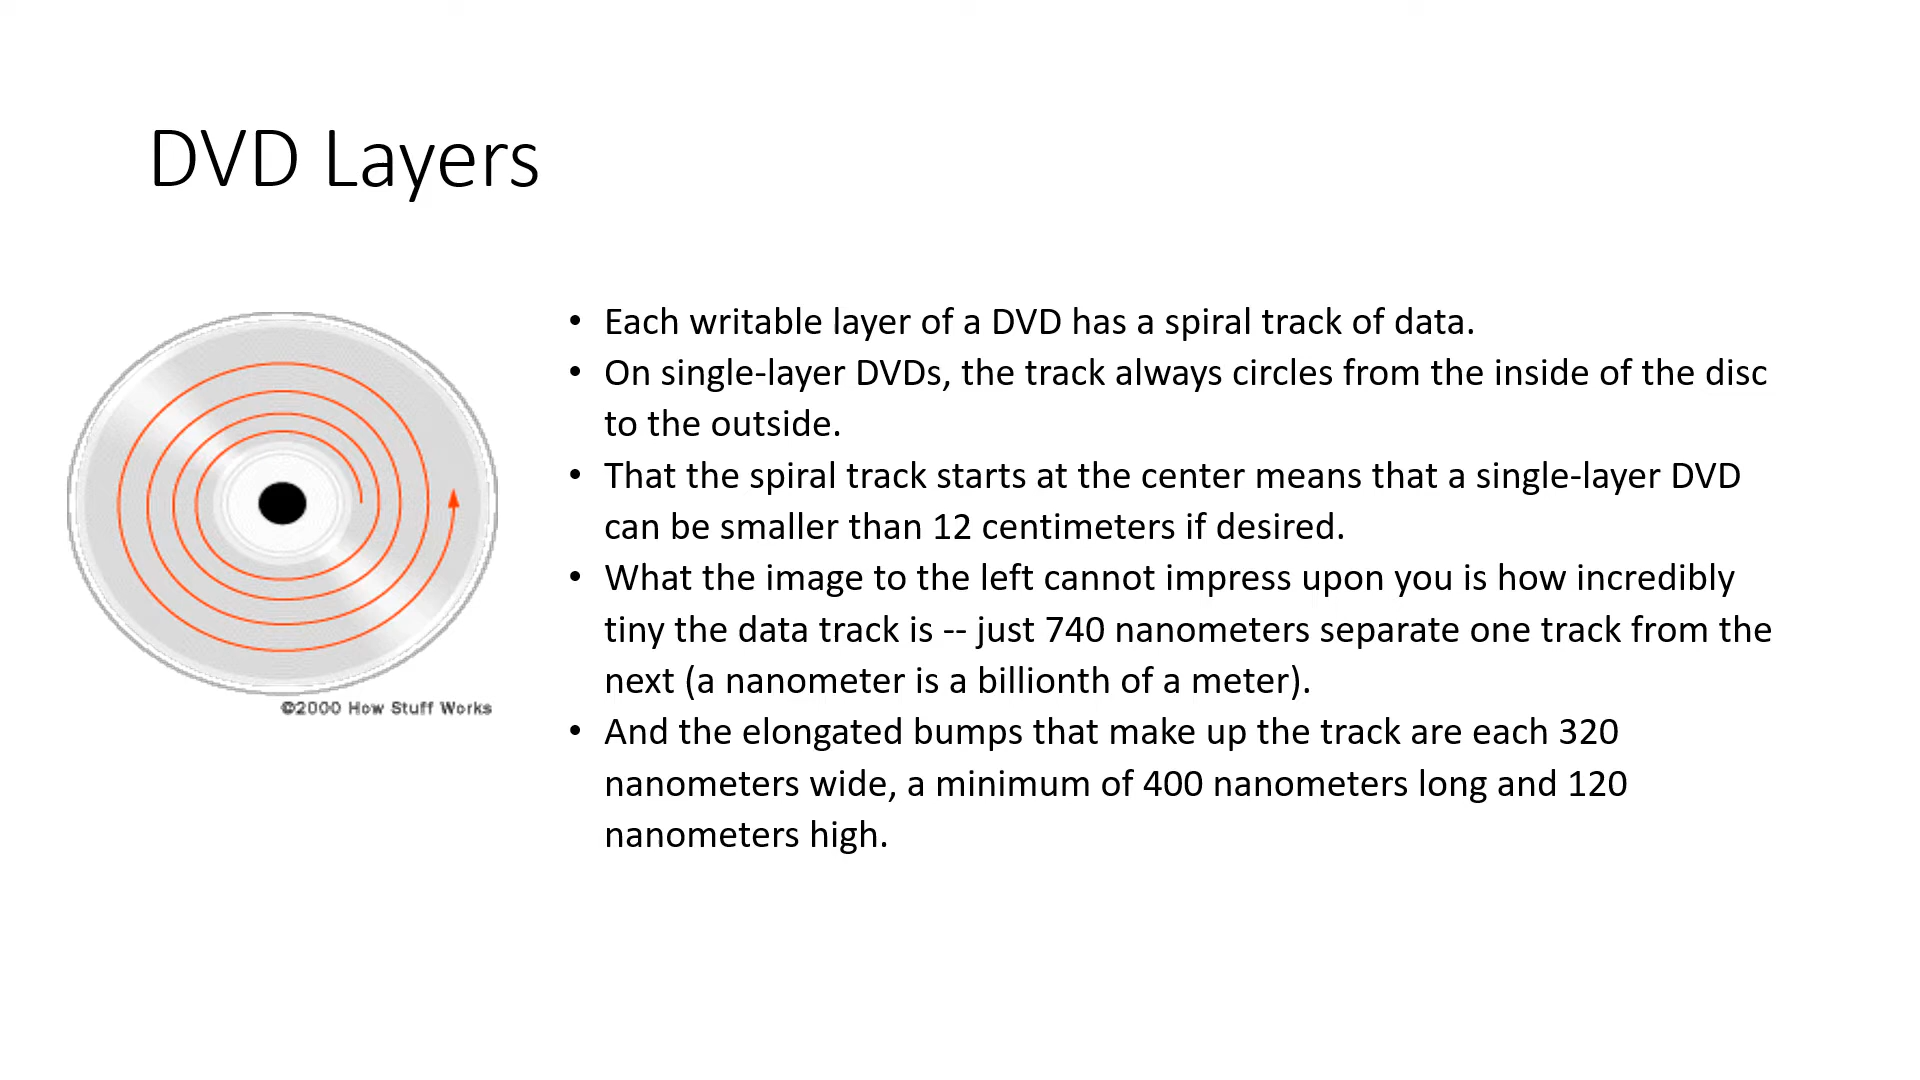 DVD Layers
• Each writable layer of a DVD has a spiral track of data.
• On single-layer DVDs, the track always circles from the inside of the disc
to the outside.
• That the spiral track starts at the center means that a single-layer DVD
can be smaller than 12 centimeters if desired.
• What the image to the left cannot impress upon you is how incredibly
tiny the data track is -- just 740 nanometers separate one track from the
next (a nanometer is a billionth of a meter).
• And the elongated bumps that make up the track are each 320
nanometers wide, a minimum of 400 nanometers long and 120
nanometers high.
©2000 How Stuff Works